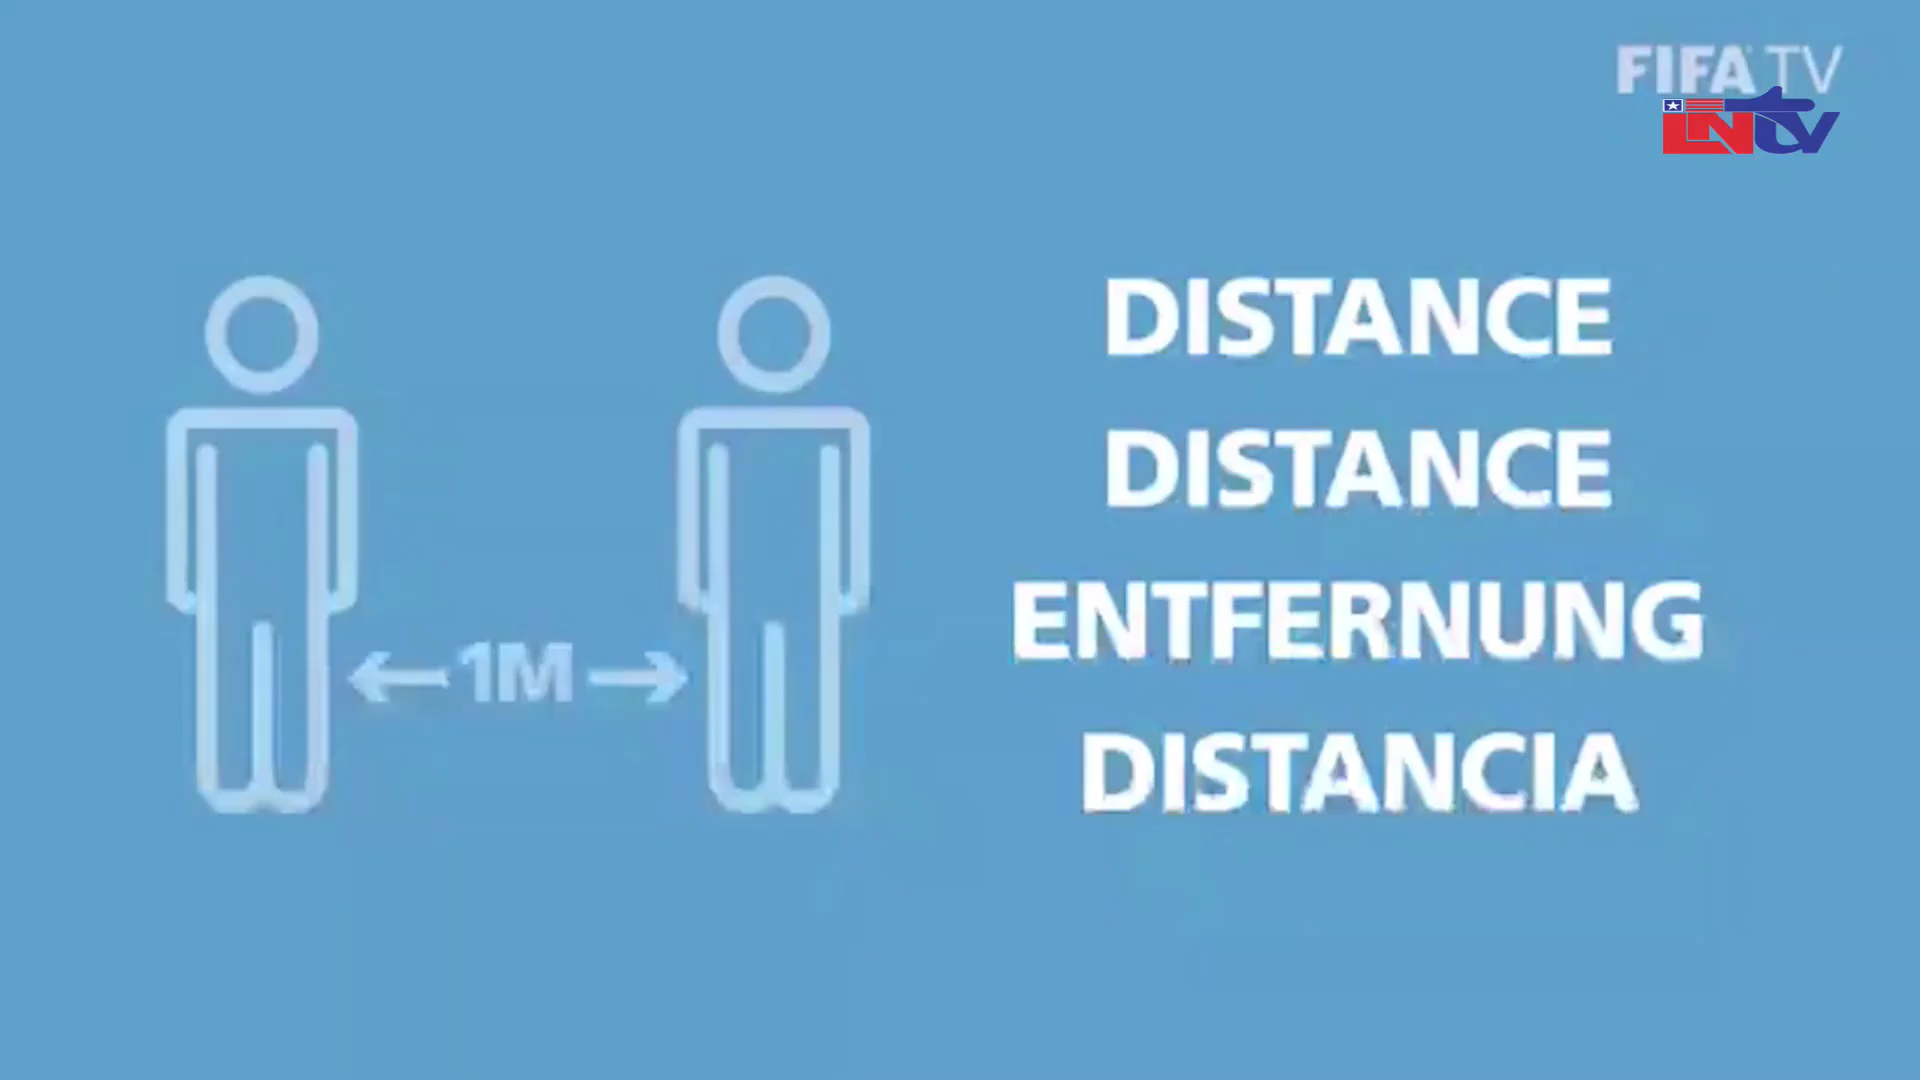 FIFA TV
LNTV
DISTANCE
DISTANCE
ENTFERNUNG
DISTANCIA
1M